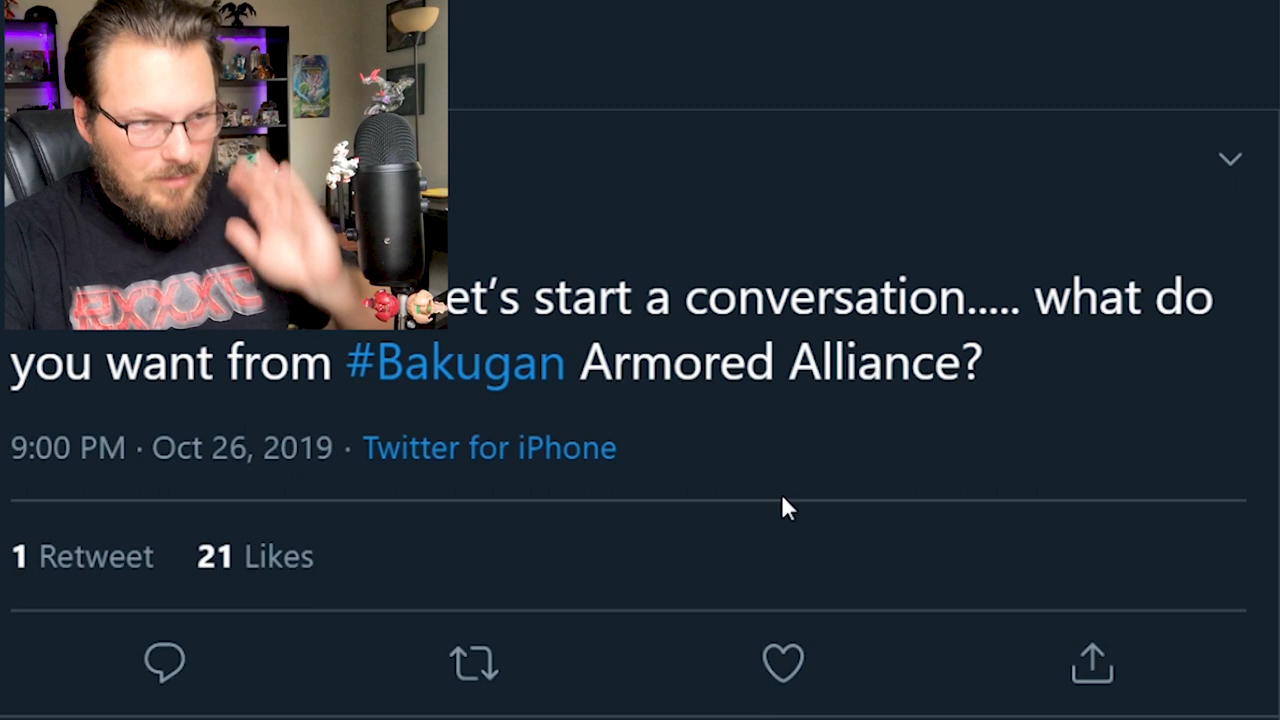 et's start a conversation..... what do
you want from #Bakugan Armored Alliance?
9:00 PM · Oct 26, 2019 · Twitter for iPhone
1 Retweet 21 Likes